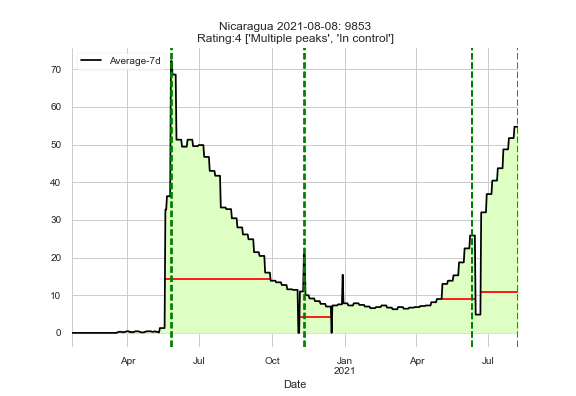 Nicaragua 2021-08-08: 9853
Rating:4 ['Multiple peaks', 'In control']
Average-7d
70
60
50
40
30
20
10
0
Apr
Jul
Oct
Jan
2021
Apr
Jul
Date